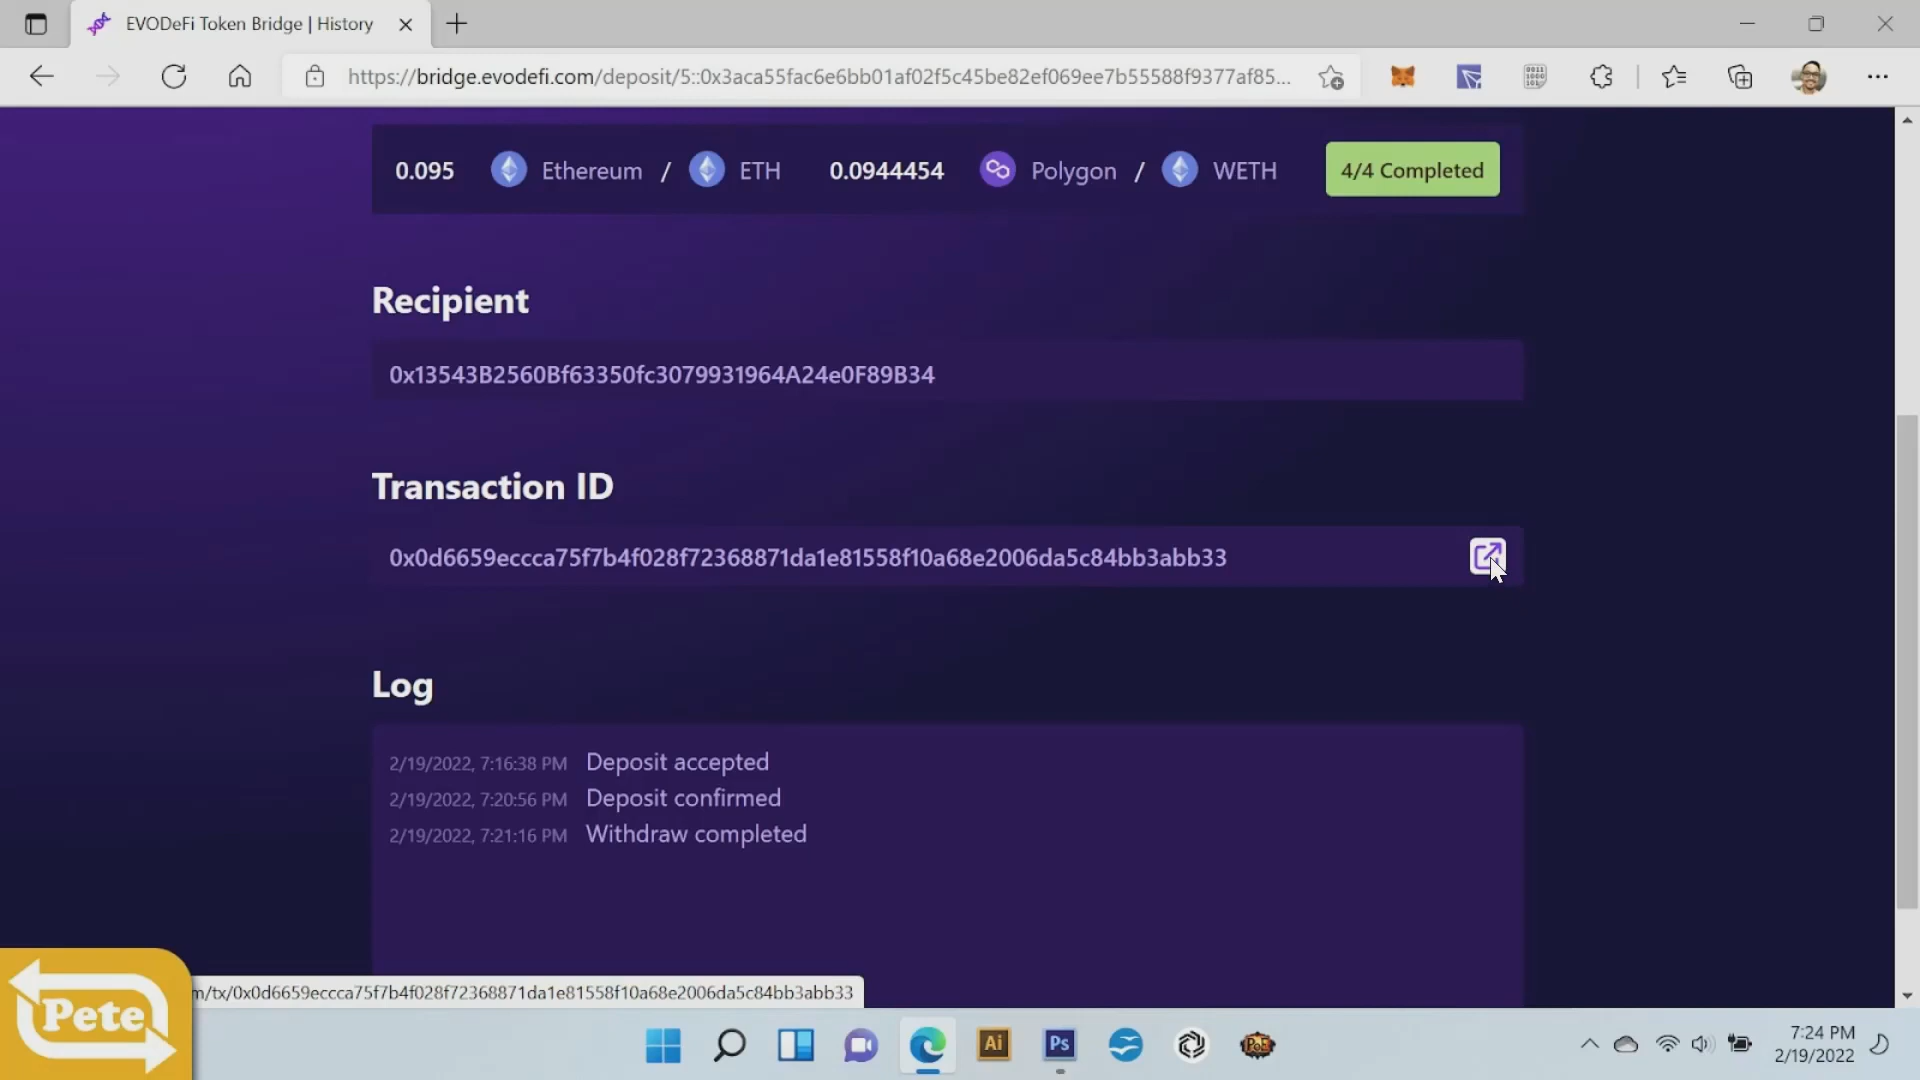 EVODeFi Token Bridge | History
https://bridge.evodefi.com/deposit/5::0x3aca55fac6e6bb01af02f5c45be82ef069ee7b55588f9377af85...
0.095 Ethereum / ETH 0.0944454 Polygon / WETH 4/4 Completed
Recipient
0x13543B2560Bf63350fc3079931964A24e0F89B34
Transaction ID
0x0d6659eccca75f7b4f028f72368871da1e81558f10a68e2006da5c84bb3abb33
Log
2/19/2022, 7:16:38 PM Deposit accepted
2/19/2022, 7:20:56 PM Deposit confirmed
2/19/2022, 7:21:16 PM Withdraw completed
m/tx/0x0d6659eccca75f7b4f028f72368871da1e81558f10a68e2006da5c84bb3abb33
Pete
Ai
Ps
PoE
7:24 PM
2/19/2022